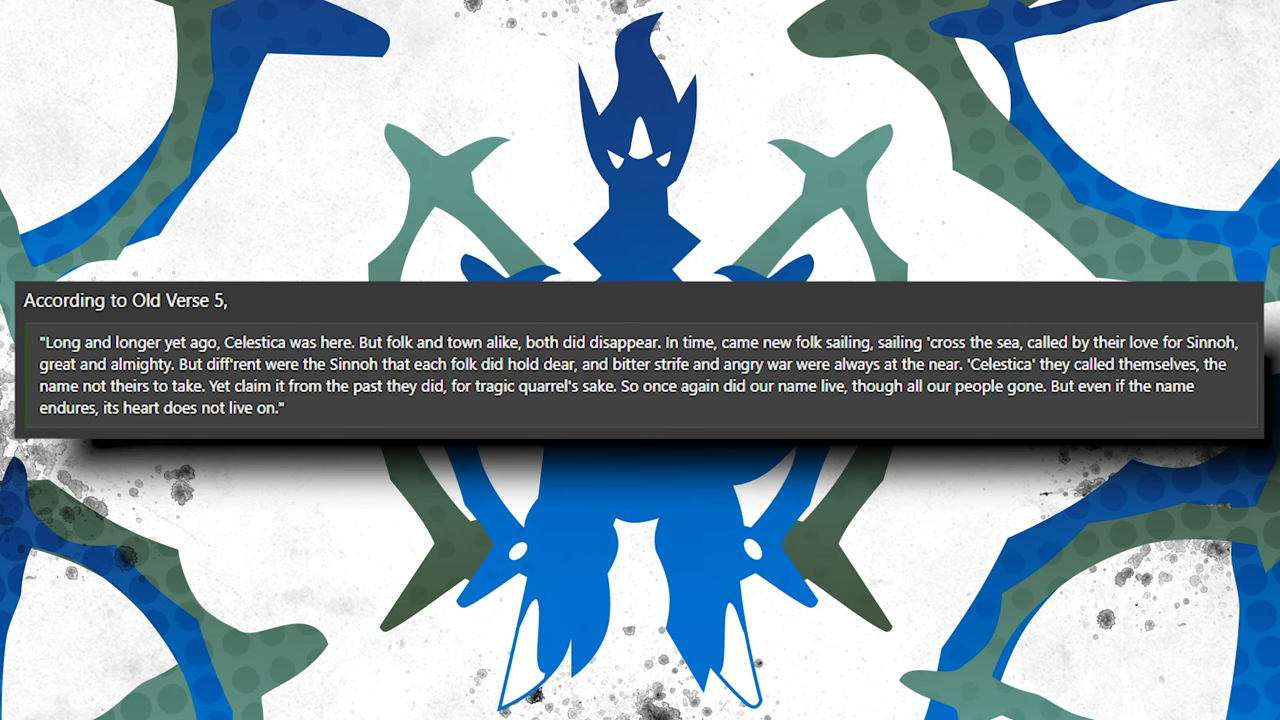 According to Old Verse 5,
"Long and longer yet ago, Celestica was here. But folk and town alike, both did disappear. In time, came new folk sailing, sailing 'cross the sea, called by their love for Sinnoh,
great and almighty. But diff'rent were the Sinnoh that each folk did hold dear, and bitter strife and angry war were always at the near. 'Celestica' they called themselves, the
name not theirs to take. Yet claim it from the past they did, for tragic quarrel's sake. So once again did our name live, though all our people gone. But even if the name
endures, its heart does not live on."